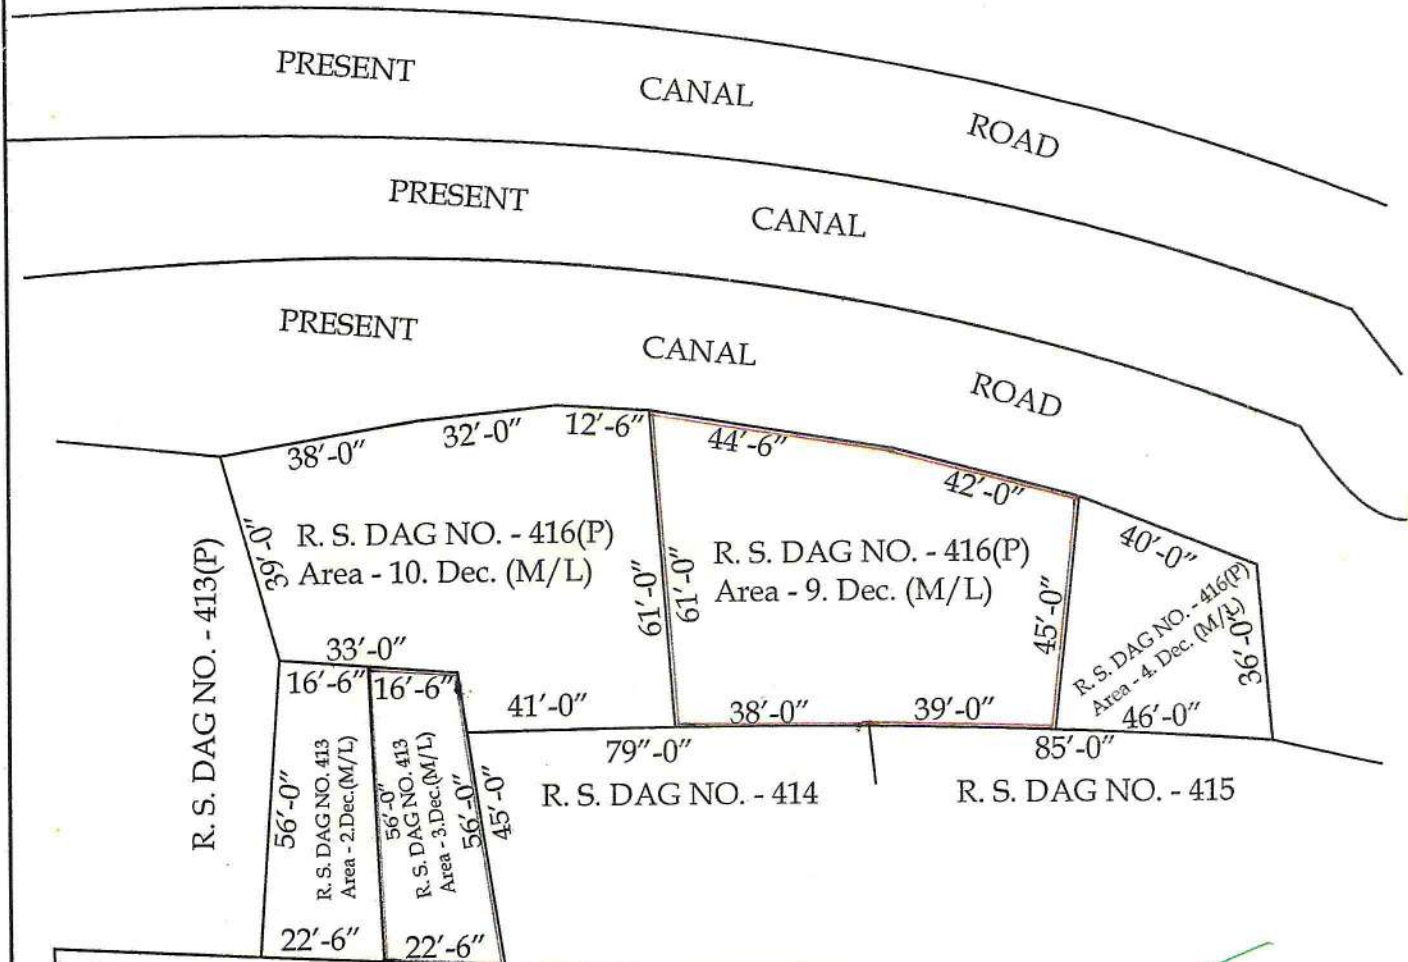 PRESENT CANAL ROAD
PRESENT CANAL
PRESENT CANAL ROAD
38'-0"
32'-0"
12'-6"
44'-6"
42'-0"
40'-0"
39'-0"
R. S. DAG NO. - 416(P)
Area - 10. Dec. (M/L)
61'-0"
61'-0"
R. S. DAG NO. - 416(P)
Area - 9. Dec. (M/L)
45'-0"
R. S. DAG NO. - 416(P)
Area - 4. Dec. (M/L)
36'-0"
R. S. DAG NO. - 413(P)
33'-0"
16'-6"
16'-6"
41'-0"
38'-0"
39'-0"
46'-0"
79"-0"
85'-0"
R. S. DAG NO. - 414
R. S. DAG NO. - 415
56'-0"
R. S. DAG NO. 413
Area - 2.Dec.(M/L)
56'-0"
R. S. DAG NO. 413
Area - 3.Dec.(M/L)
56'-0"
45'-0"
22'-6"
22'-6"